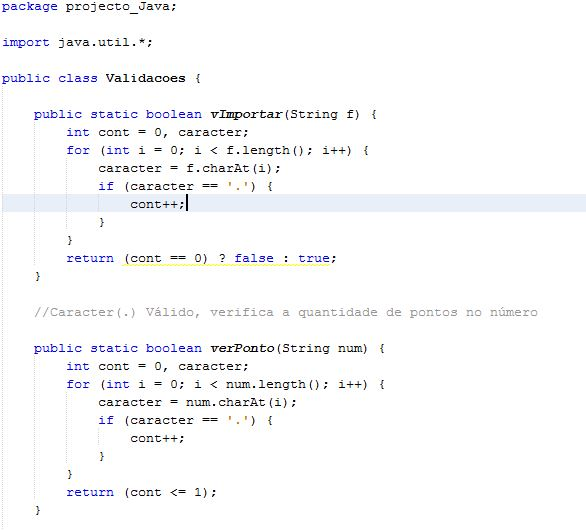 package projecto_Java;
import java.util.*;
public class Validacoes {
public static boolean vImportar(String f) {
int cont = 0, caracter;
for (int i = 0; i < f.length(); i++) {
caracter = f.charAt(i);
if (caracter == '.') {
cont++;
}
}
return (cont == 0) ? false : true;
}
//Caracter(.) Válido, verifica a quantidade de pontos no número
public static boolean verPonto(String num) {
int cont = 0, caracter;
for (int i = 0; i < num.length(); i++) {
caracter = num.charAt(i);
if (caracter == '.') {
cont++;
}
}
return (cont <= 1);
}